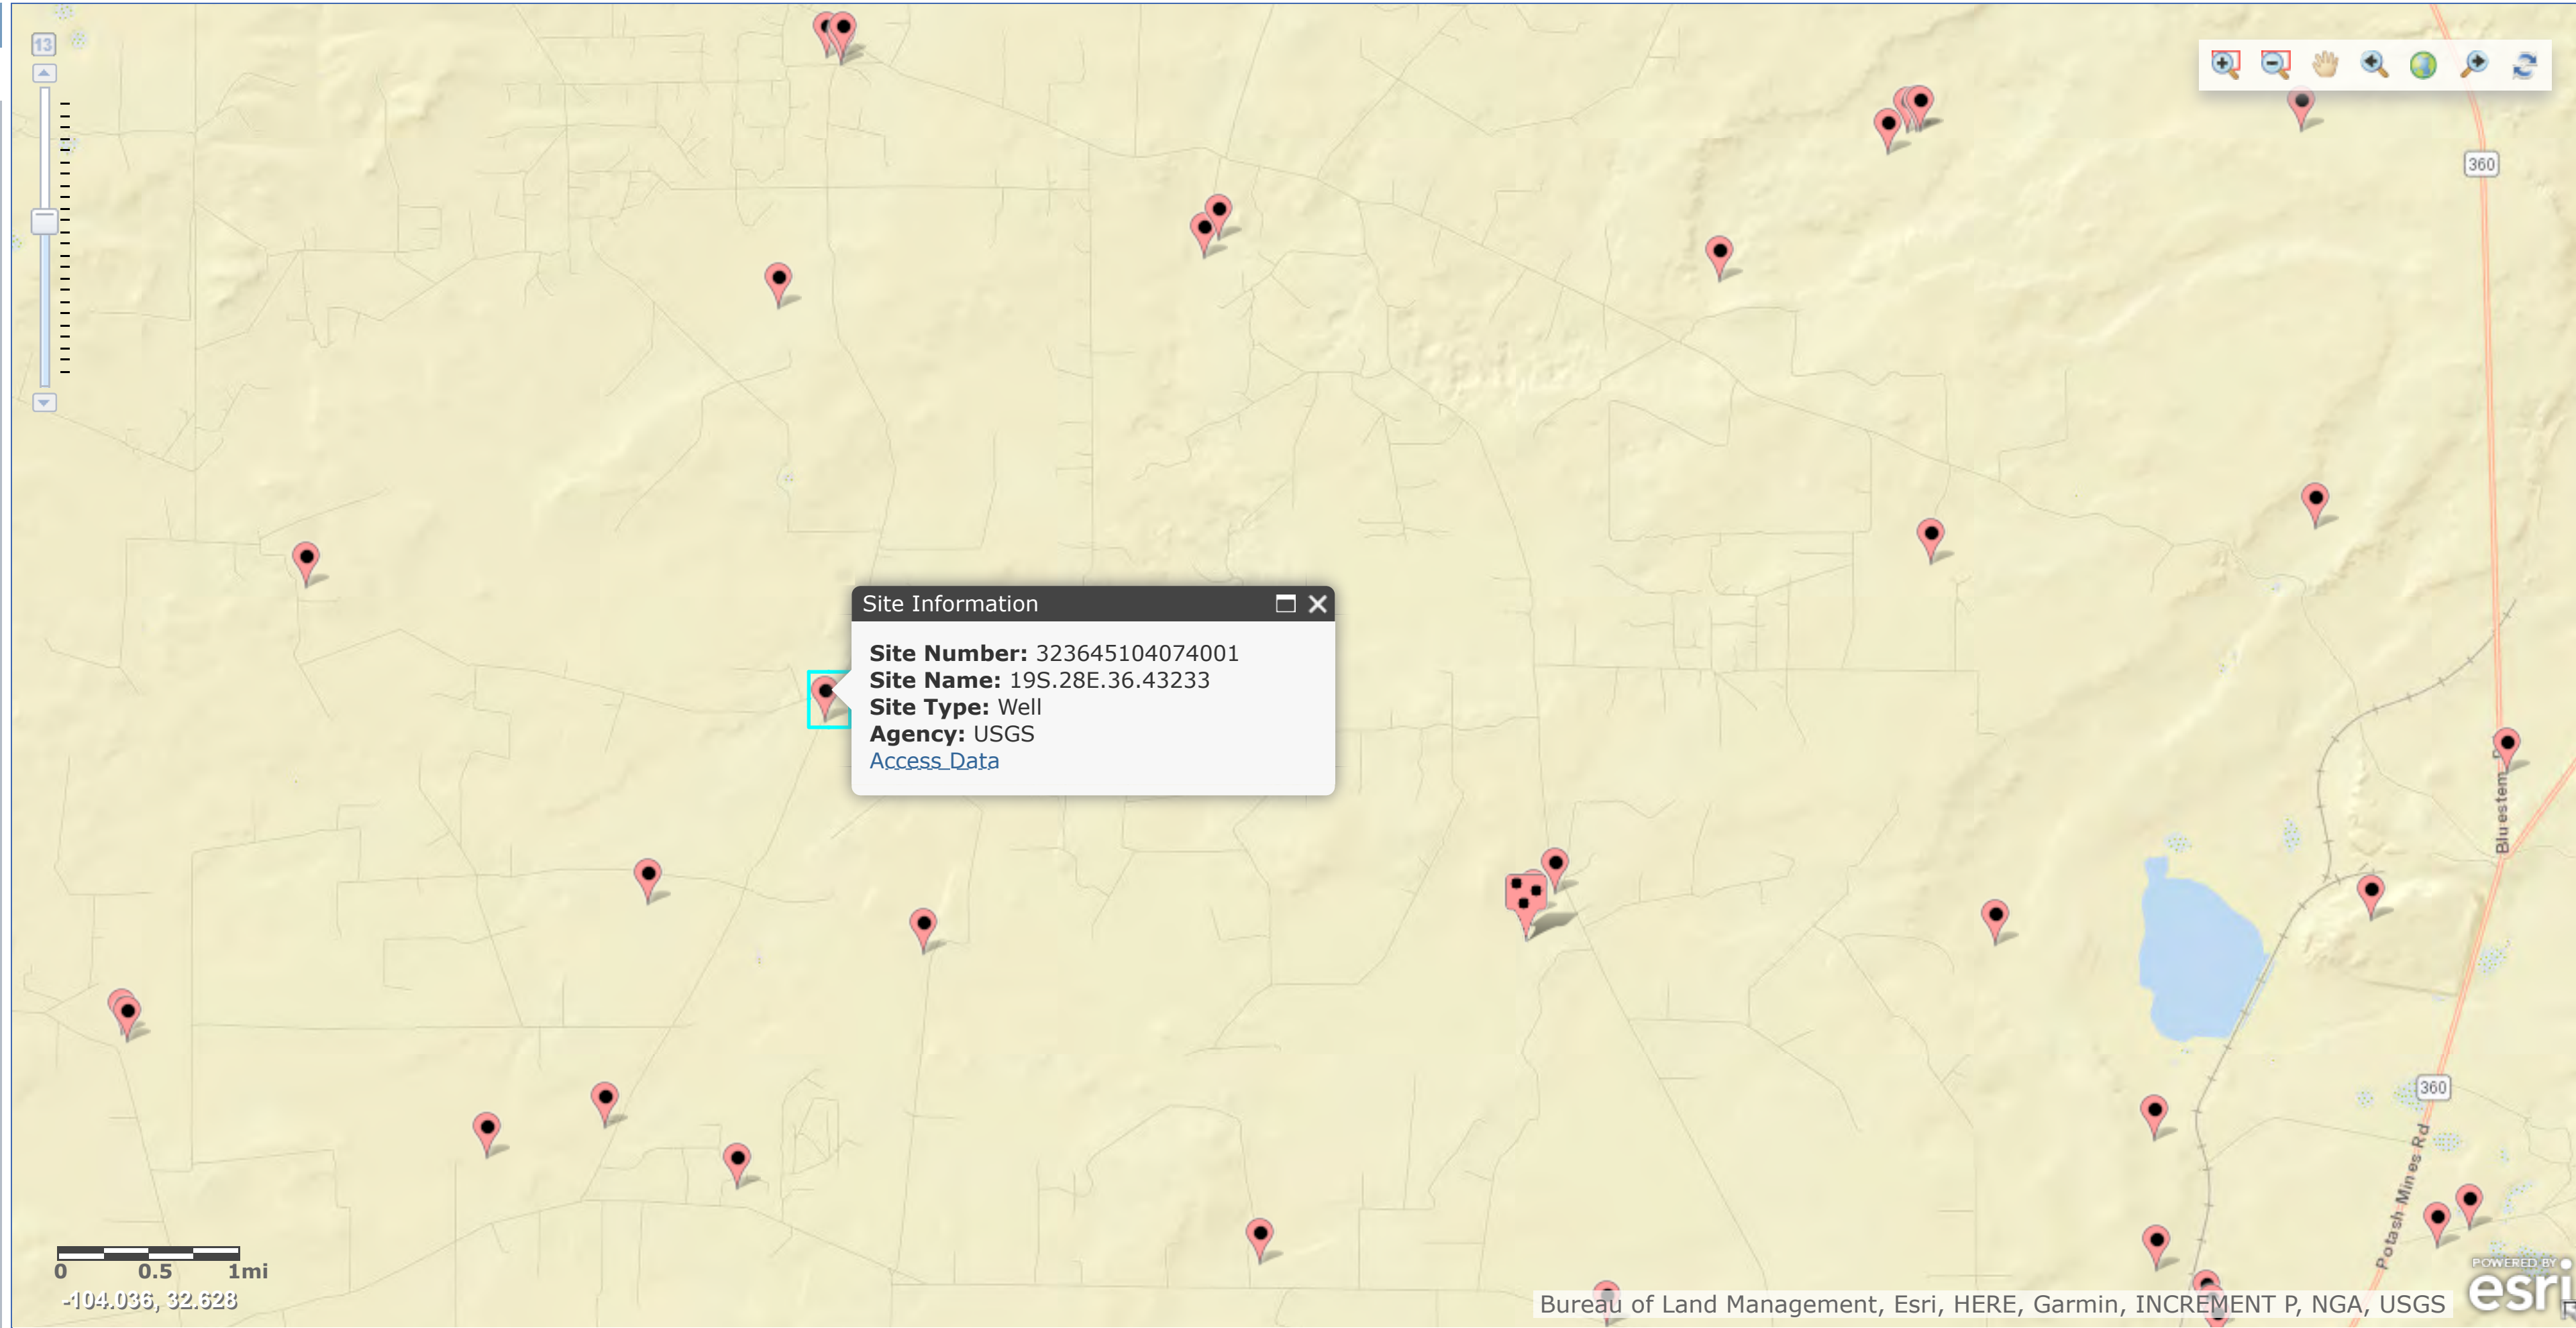 13
360
Site Information
Site Number: 323645104074001
Site Name: 19S.28E.36.43233
Site Type: Well
Agency: USGS
Access Data
Bluestem
360
Potash Mines Rd
0 0.5 1mi
-104.036, 32.628
Bureau of Land Management, Esri, HERE, Garmin, INCREMENT P, NGA, USGS
POWERED BY
esri